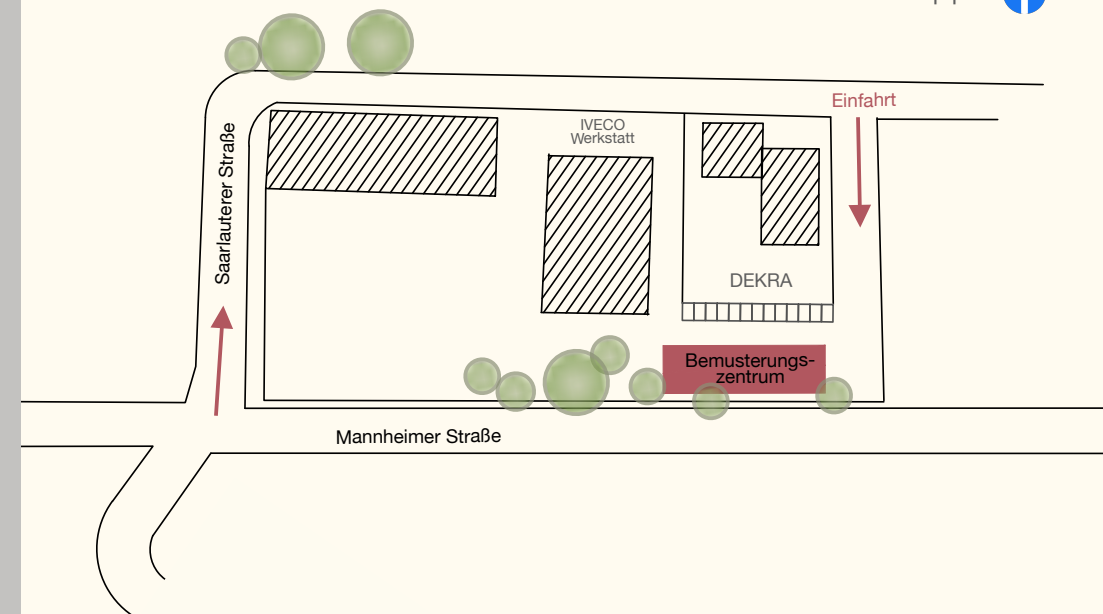 Einfahrt
IVECO
Werkstatt
Saarlauterer Straße
DEKRA
Bemusterungs-
zentrum
Mannheimer Straße